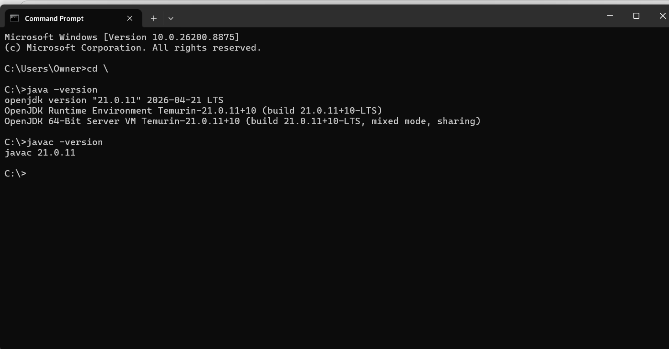 Command Prompt
Microsoft Windows [Version 10.0.26200.8875]
(c) Microsoft Corporation. All rights reserved.
C:\Users\Owner>cd \
C:\>java -version
openjdk version "21.0.11" 2026-04-21 LTS
OpenJDK Runtime Environment Temurin-21.0.11+10 (build 21.0.11+10-LTS)
OpenJDK 64-Bit Server VM Temurin-21.0.11+10 (build 21.0.11+10-LTS, mixed mode, sharing)
C:\>javac -version
javac 21.0.11
C:\>